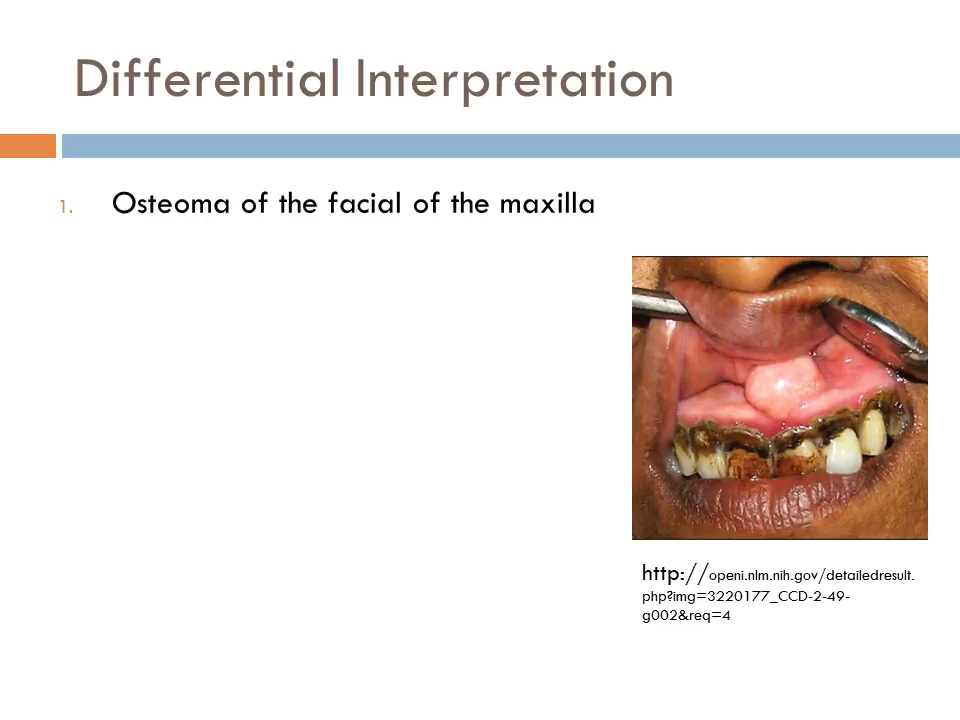 Differential Interpretation
1. Osteoma of the facial of the maxilla
http://openi.nlm.nih.gov/detailedresult.
php?img=3220177_CCD-2-49-
g002&req=4